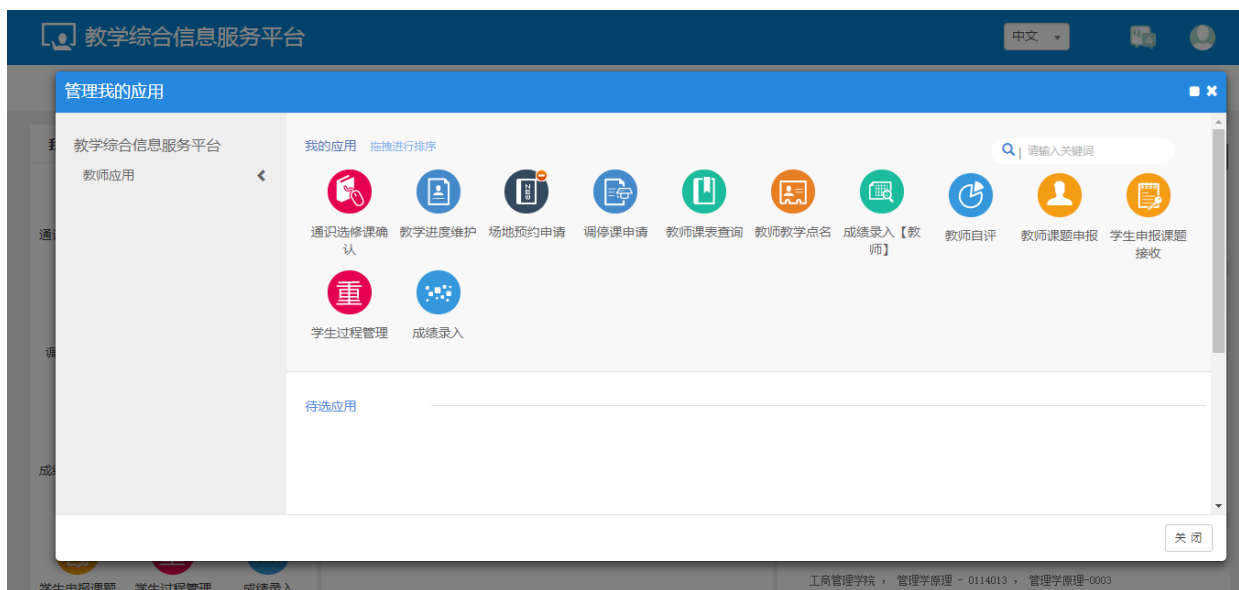 教学综合信息服务平台
中文
管理我的应用
教学综合信息服务平台
教师应用
我的应用 拖拽进行排序
请输入关键词
NEW
通识选修课确认
教学进度维护
场地预约申请
调停课申请
教师课表查询
教师教学点名
成绩录入【教师】
教师自评
教师课题申报
学生申报课题接收
重
学生过程管理
成绩录入
待选应用
关闭
学生申报课题 学生过程管理 成绩录入
工商管理学院 , 管理学原理 - 0114013 , 管理学原理-0003